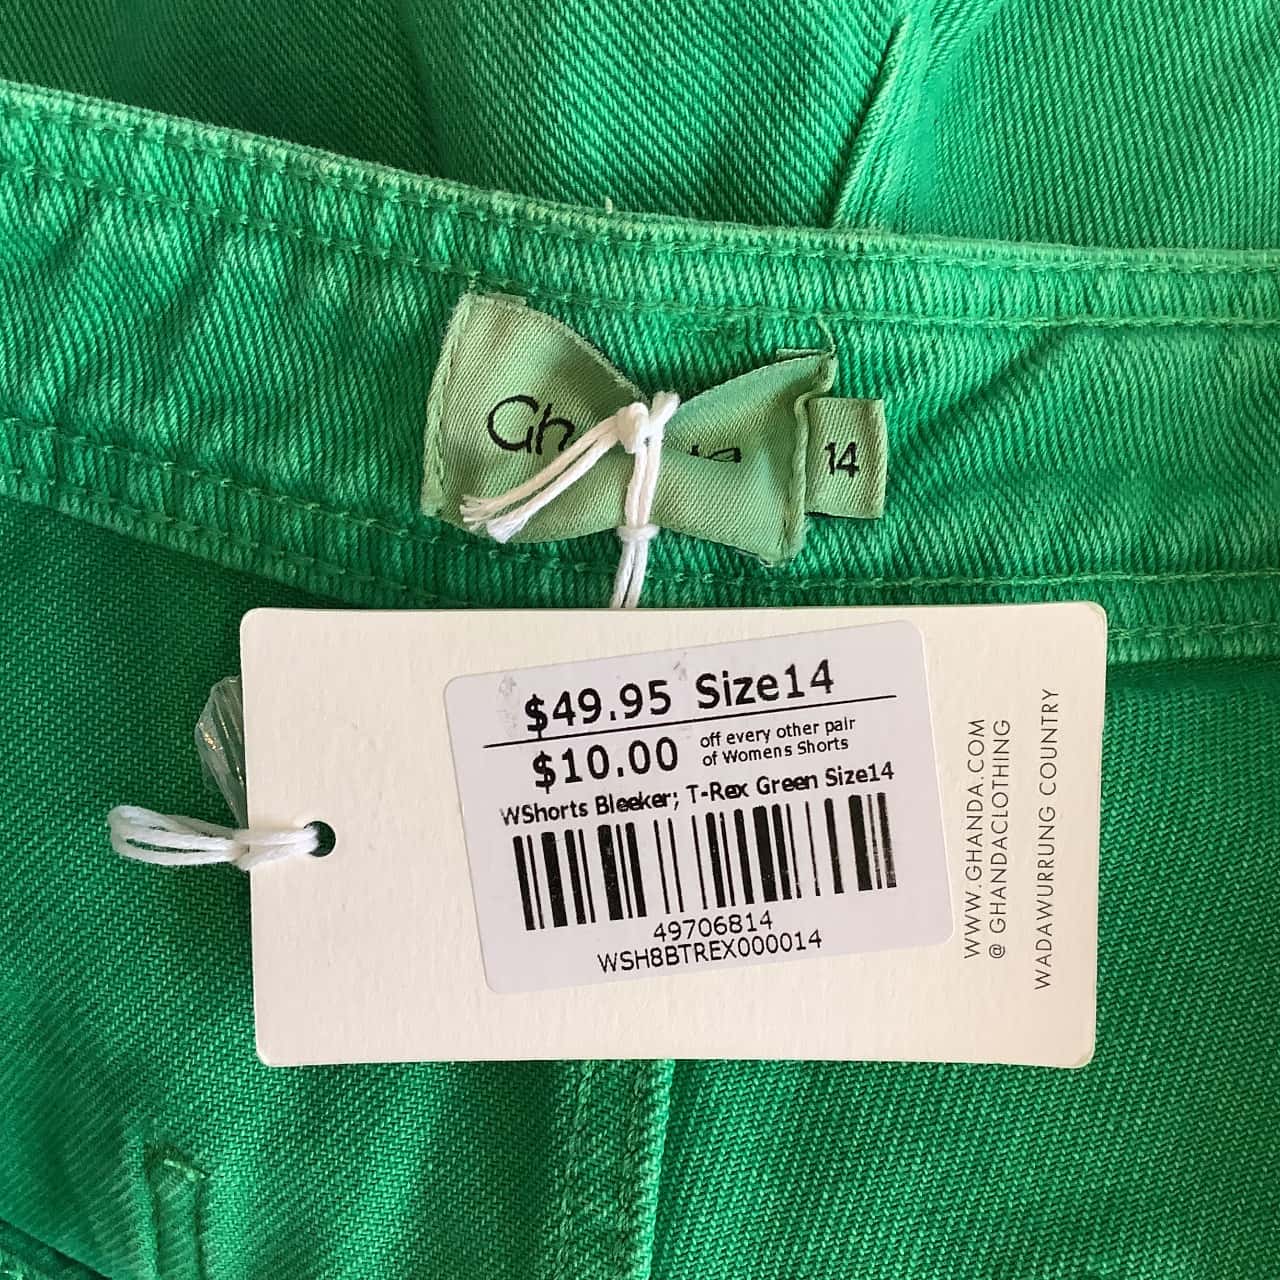 14
$49.95 Size14
$10.00 off every other pair
of Womens Shorts
WShorts Bleeker; T-Rex Green Size14
49706814
WSH8BTREX000014
WWW.GHANDA.COM
@ GHANDACLOTHING
WADAWURRUNG COUNTRY